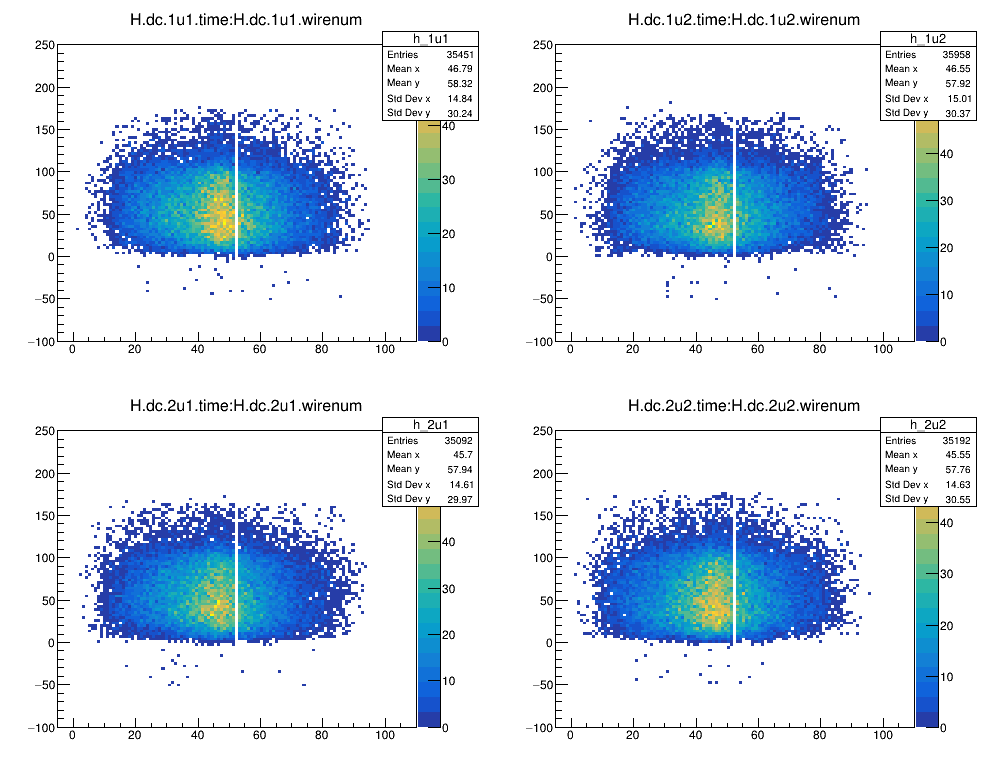 H.dc.1u1.time:H.dc.1u1.wirenum
h_1u1
Entries 35451
Mean x 46.79
Mean y 58.32
Std Dev x 14.84
Std Dev y 30.24
250
200
150
100
50
0
−50
−100
0 20 40 60 80 100
40
30
20
10
0
H.dc.1u2.time:H.dc.1u2.wirenum
h_1u2
Entries 35958
Mean x 46.55
Mean y 57.92
Std Dev x 15.01
Std Dev y 30.37
250
200
150
100
50
0
−50
−100
0 20 40 60 80 100
40
30
20
10
0
H.dc.2u1.time:H.dc.2u1.wirenum
h_2u1
Entries 35092
Mean x 45.7
Mean y 57.94
Std Dev x 14.61
Std Dev y 29.97
250
200
150
100
50
0
−50
−100
0 20 40 60 80 100
40
30
20
10
0
H.dc.2u2.time:H.dc.2u2.wirenum
h_2u2
Entries 35192
Mean x 45.55
Mean y 57.76
Std Dev x 14.63
Std Dev y 30.55
250
200
150
100
50
0
−50
−100
0 20 40 60 80 100
40
30
20
10
0